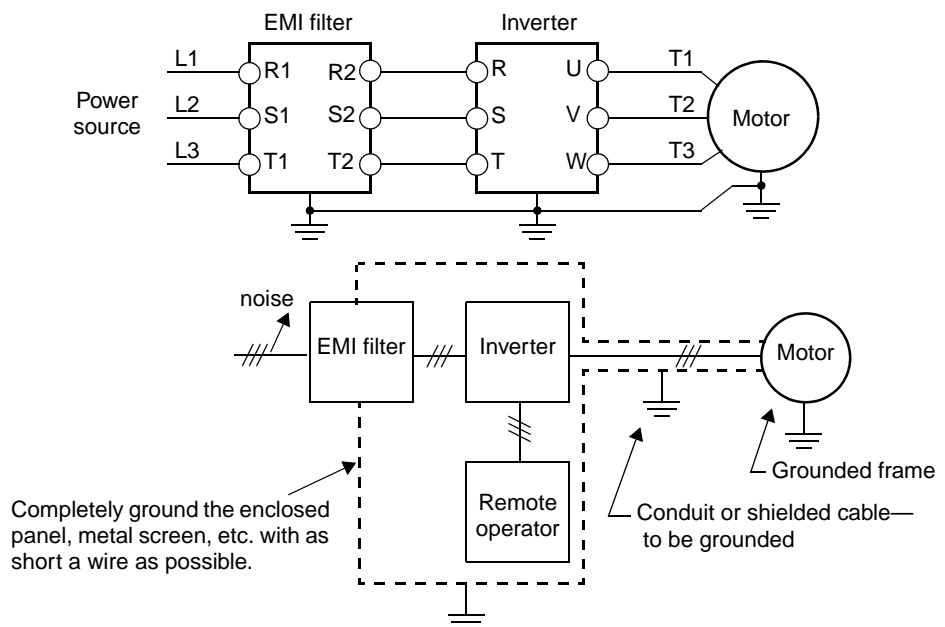 EMI filter
Inverter
Power
source
L1
L2
L3
R1
S1
T1
R2
S2
T2
R
S
T
U
V
W
T1
T2
T3
Motor
noise
EMI filter
Inverter
Motor
Remote
operator
Grounded frame
Conduit or shielded cable—
to be grounded
Completely ground the enclosed
panel, metal screen, etc. with as
short a wire as possible.